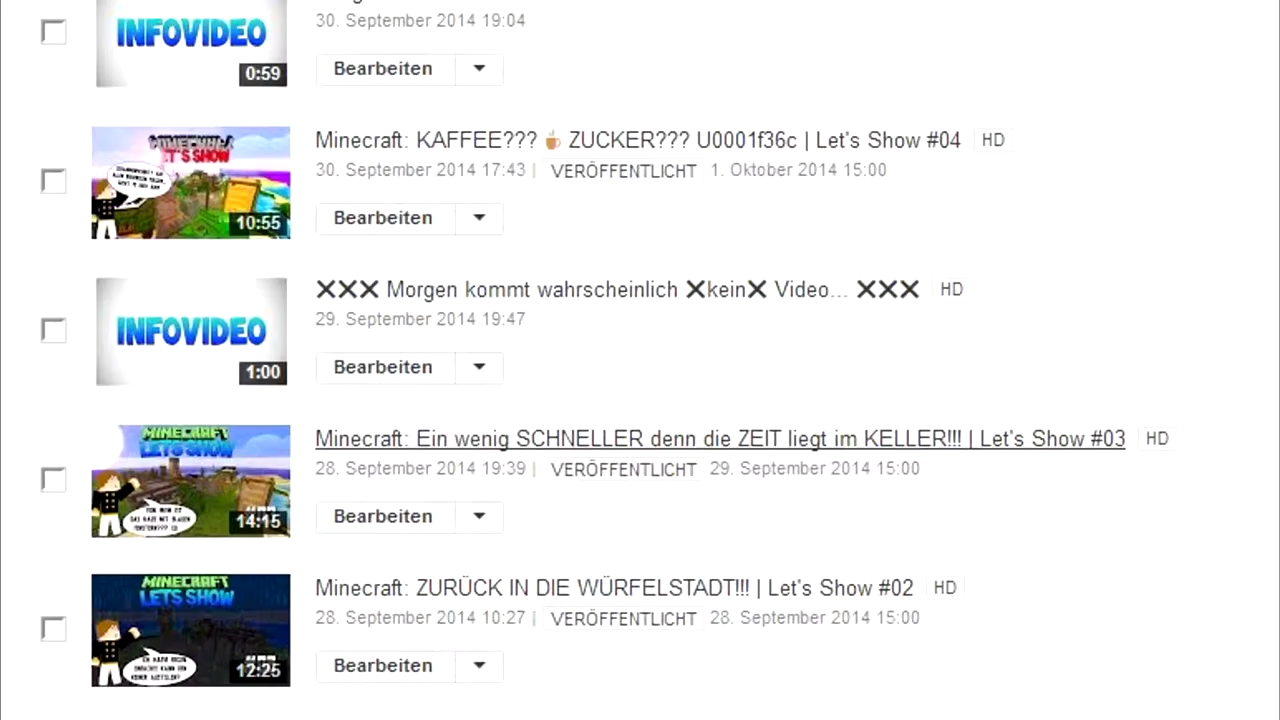 INFOVIDEO
0:59
30. September 2014 19:04
Bearbeiten
LET'S SHOW
10:55
Minecraft: KAFFEE??? ☕ ZUCKER??? U0001f36c | Let's Show #04 HD
30. September 2014 17:43 | VERÖFFENTLICHT 1. Oktober 2014 15:00
Bearbeiten
INFOVIDEO
1:00
❌❌❌ Morgen kommt wahrscheinlich ❌kein❌ Video... ❌❌❌ HD
29. September 2014 19:47
Bearbeiten
MINECRAFT
LETS SHOW
14:15
Minecraft: Ein wenig SCHNELLER denn die ZEIT liegt im KELLER!!! | Let's Show #03 HD
28. September 2014 19:39 | VERÖFFENTLICHT 29. September 2014 15:00
Bearbeiten
MINECRAFT
LETS SHOW
12:25
Minecraft: ZURÜCK IN DIE WÜRFELSTADT!!! | Let's Show #02 HD
28. September 2014 10:27 | VERÖFFENTLICHT 28. September 2014 15:00
Bearbeiten